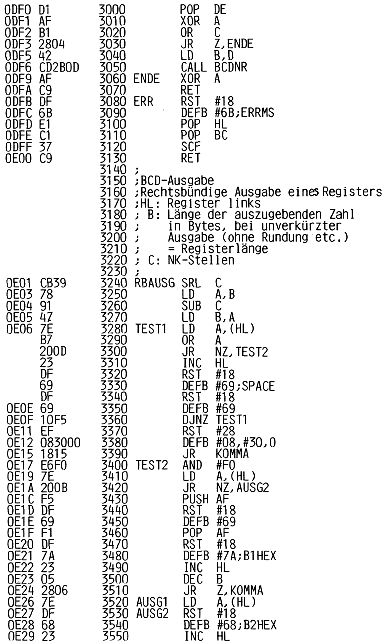 0DF0 D1 3000 POP DE
0DF1 AF 3010 XOR A
0DF2 B1 3020 OR C
0DF3 2804 3030 JR Z,ENDE
0DF5 42 3040 LD B,D
0DF6 CD2B0D 3050 CALL BCDNR
0DF9 AF 3060 ENDE XOR A
0DFA C9 3070 RET
0DFB DF 3080 ERR RST #18
0DFC 6B 3090 DEFB #6B;ERRMS
0DFD E1 3100 POP HL
0DFE C1 3110 POP BC
0DFF 37 3120 SCF
0E00 C9 3130 RET
3140 ;
3150 ;BCD-Ausgabe
3160 ;Rechtsbündige Ausgabe eines Registers
3170 ;HL: Register links
3180 ; B: Länge der auszugebenden Zahl
3190 ; in Bytes, bei unverkürzter
3200 ; Ausgabe (ohne Rundung etc.)
3210 ; = Registerlänge
3220 ; C: NK-Stellen
3230 ;
0E01 CB39 3240 RBAUSG SRL C
0E03 78 3250 LD A,B
0E04 91 3260 SUB C
0E05 47 3270 LD B,A
0E06 7E 3280 TEST1 LD A,(HL)
B7 3290 OR A
200D 3300 JR NZ,TEST2
23 3310 INC HL
DF 3320 RST #18
69 3330 DEFB #69;SPACE
DF 3340 RST #18
0E0E 69 3350 DEFB #69
0E0F 10F5 3360 DJNZ TEST1
0E11 EF 3370 RST #28
0E12 083000 3380 DEFB #08,#30,0
0E15 1815 3390 JR KOMMA
0E17 E6F0 3400 TEST2 AND #F0
0E19 7E 3410 LD A,(HL)
0E1A 200B 3420 JR NZ,AUSG2
0E1C F5 3430 PUSH AF
0E1D DF 3440 RST #18
0E1E 69 3450 DEFB #69
0E1F F1 3460 POP AF
0E20 DF 3470 RST #18
0E21 7A 3480 DEFB #7A;B1HEX
0E22 23 3490 INC HL
0E23 05 3500 DEC B
0E24 2806 3510 JR Z,KOMMA
0E26 7E 3520 AUSG1 LD A,(HL)
0E27 DF 3530 AUSG2 RST #18
0E28 68 3540 DEFB #68;B2HEX
0E29 23 3550 INC HL